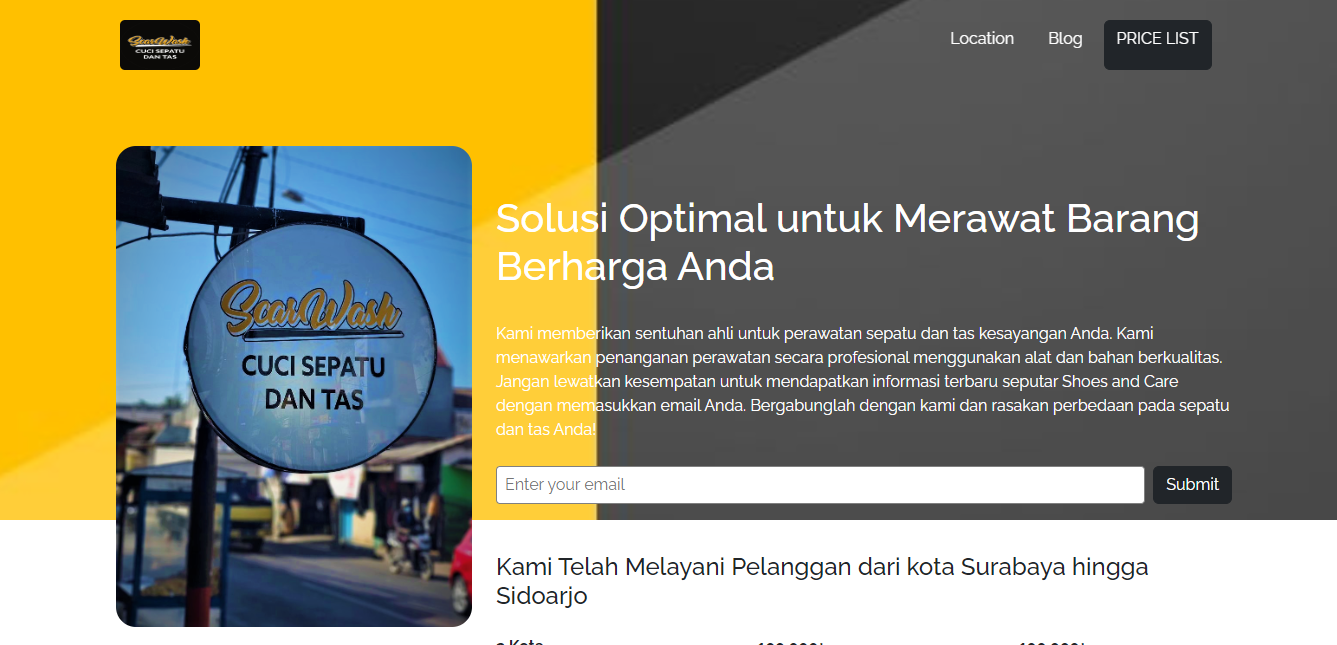 ScarWash
CUCI SEPATU
DAN TAS
Location
Blog
PRICE LIST
ScarWash
CUCI SEPATU
DAN TAS
Solusi Optimal untuk Merawat Barang
Berharga Anda
Kami memberikan sentuhan ahli untuk perawatan sepatu dan tas kesayangan Anda. Kami
menawarkan penanganan perawatan secara profesional menggunakan alat dan bahan berkualitas.
Jangan lewatkan kesempatan untuk mendapatkan informasi terbaru seputar Shoes and Care
dengan memasukkan email Anda. Bergabunglah dengan kami dan rasakan perbedaan pada sepatu
dan tas Anda!
Enter your email
Submit
Kami Telah Melayani Pelanggan dari kota Surabaya hingga
Sidoarjo